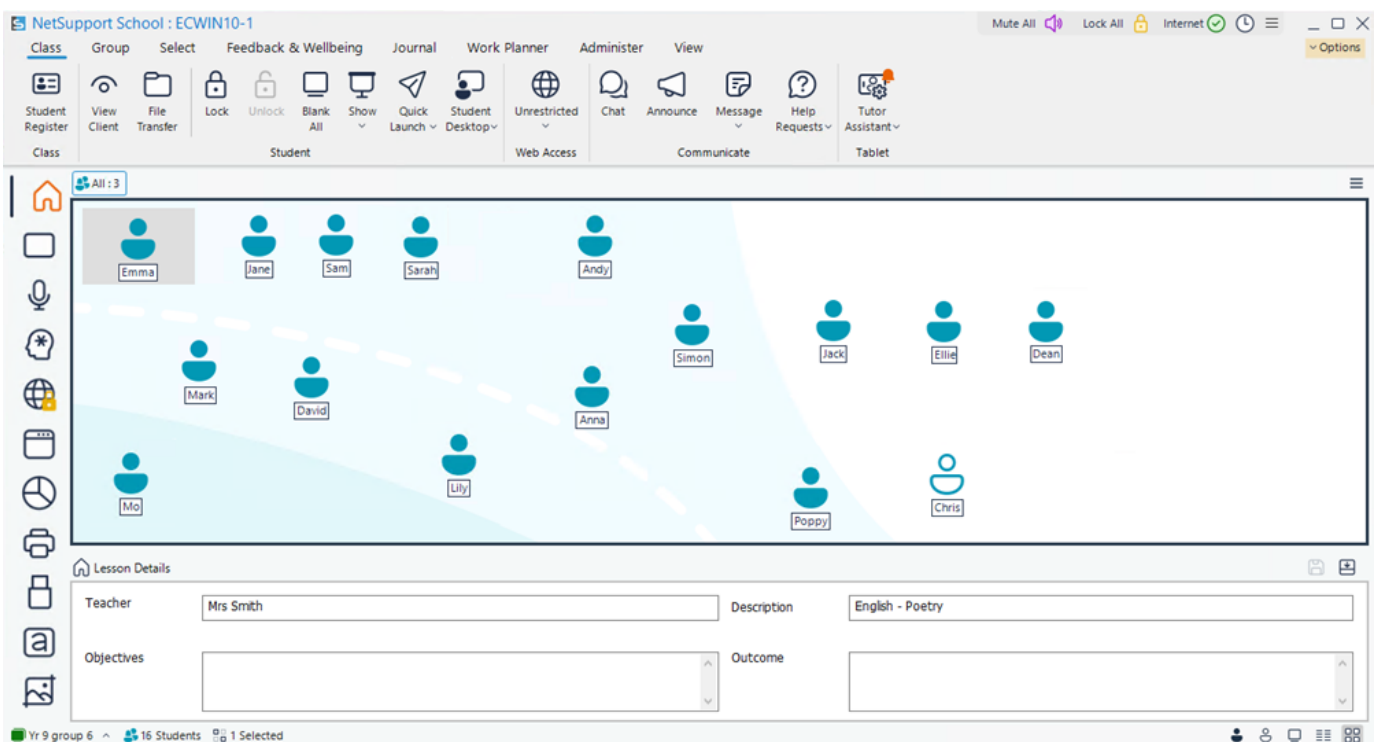 NetSupport School : ECWIN10-1
Mute All
Lock All
Internet
Class
Group
Select
Feedback & Wellbeing
Journal
Work Planner
Administer
View
Options
Student Register
View Client
File Transfer
Lock
Unlock
Blank All
Show
Quick Launch
Student Desktop
Unrestricted
Chat
Announce
Message
Help Requests
Tutor Assistant
Class
Student
Web Access
Communicate
Tablet
All : 3
Emma
Jane
Sam
Sarah
Andy
Simon
Jack
Ellie
Dean
Mark
David
Anna
Mo
Lily
Poppy
Chris
Lesson Details
Teacher
Mrs Smith
Description
English - Poetry
Objectives
Outcome
a
Yr 9 group 6
16 Students
1 Selected